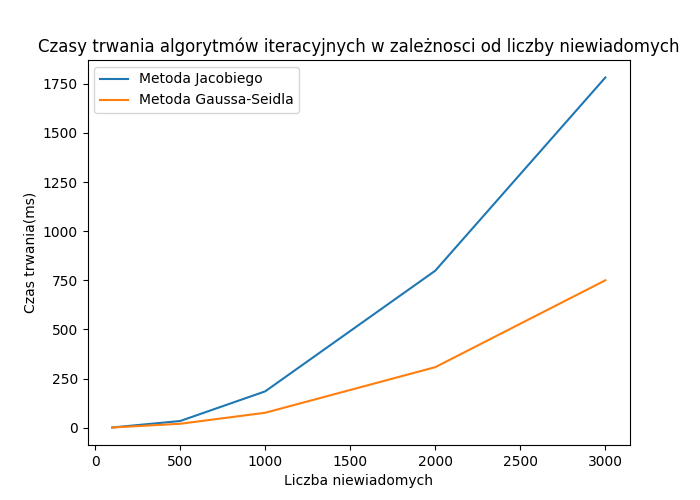 Czasy trwania algorytmów iteracyjnych w zależnosci od liczby niewiadomych
Metoda Jacobiego
Metoda Gaussa-Seidla
1750
1500
1250
1000
750
500
250
0
Czas trwania(ms)
0 500 1000 1500 2000 2500 3000
Liczba niewiadomych